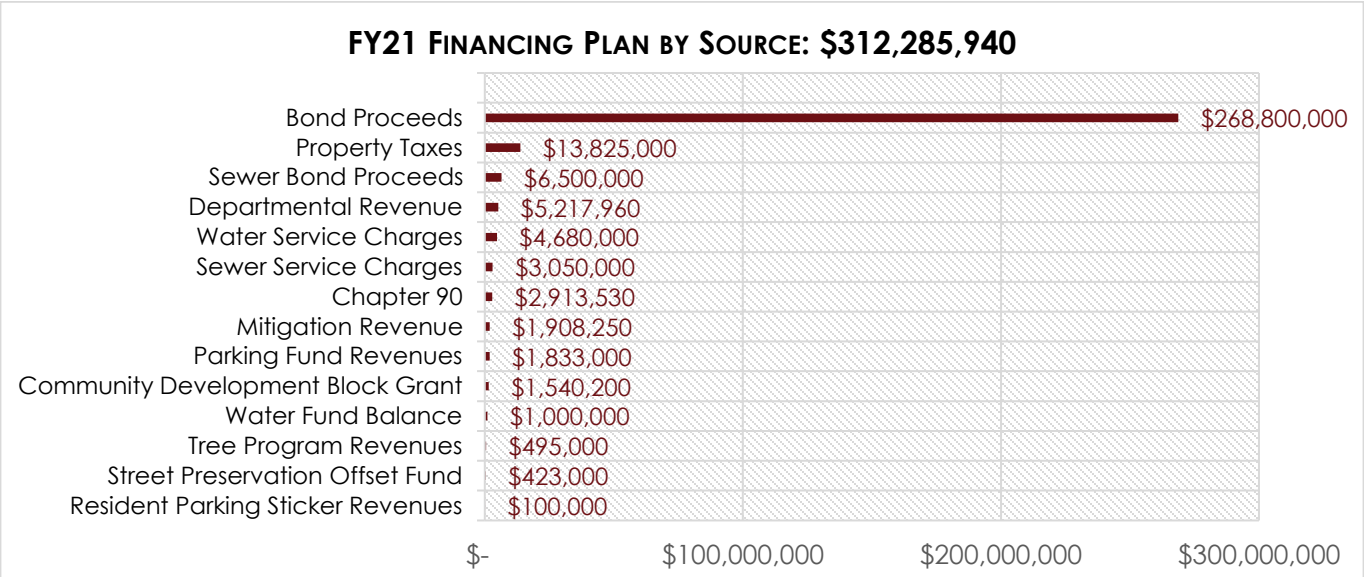 FY21 FINANCING PLAN BY SOURCE: $312,285,940
Bond Proceeds $268,800,000
Property Taxes $13,825,000
Sewer Bond Proceeds $6,500,000
Departmental Revenue $5,217,960
Water Service Charges $4,680,000
Sewer Service Charges $3,050,000
Chapter 90 $2,913,530
Mitigation Revenue $1,908,250
Parking Fund Revenues $1,833,000
Community Development Block Grant $1,540,200
Water Fund Balance $1,000,000
Tree Program Revenues $495,000
Street Preservation Offset Fund $423,000
Resident Parking Sticker Revenues $100,000
$- $100,000,000 $200,000,000 $300,000,000